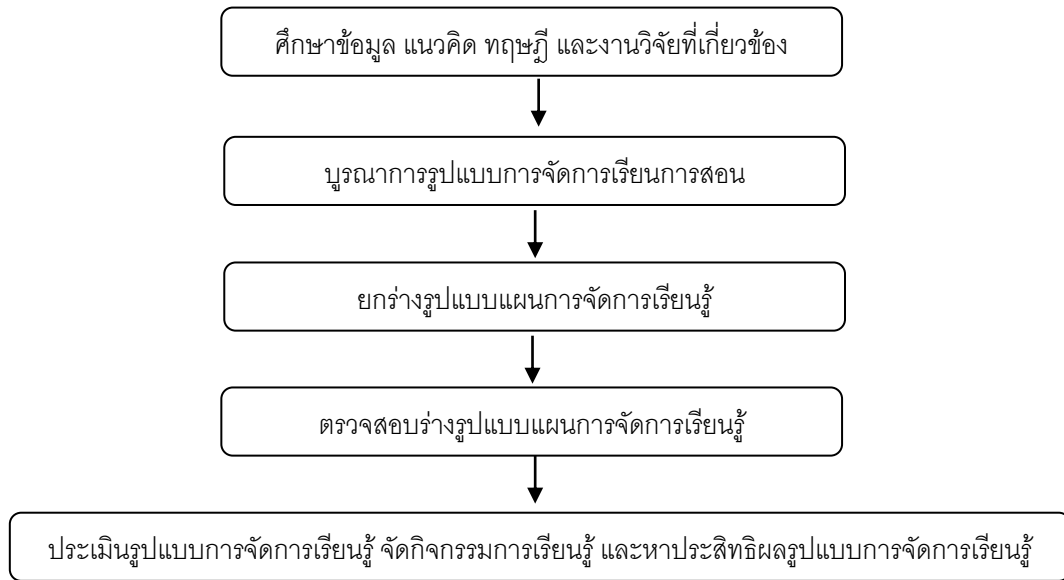 ศึกษาข้อมูล แนวคิด ทฤษฎี และงานวิจัยที่เกี่ยวข้อง
บูรณาการรูปแบบการจัดการเรียนการสอน
ยกร่างรูปแบบแผนการจัดการเรียนรู้
ตรวจสอบร่างรูปแบบแผนการจัดการเรียนรู้
ประเมินรูปแบบการจัดการเรียนรู้ จัดกิจกรรมการเรียนรู้ และหาประสิทธิผลรูปแบบการจัดการเรียนรู้